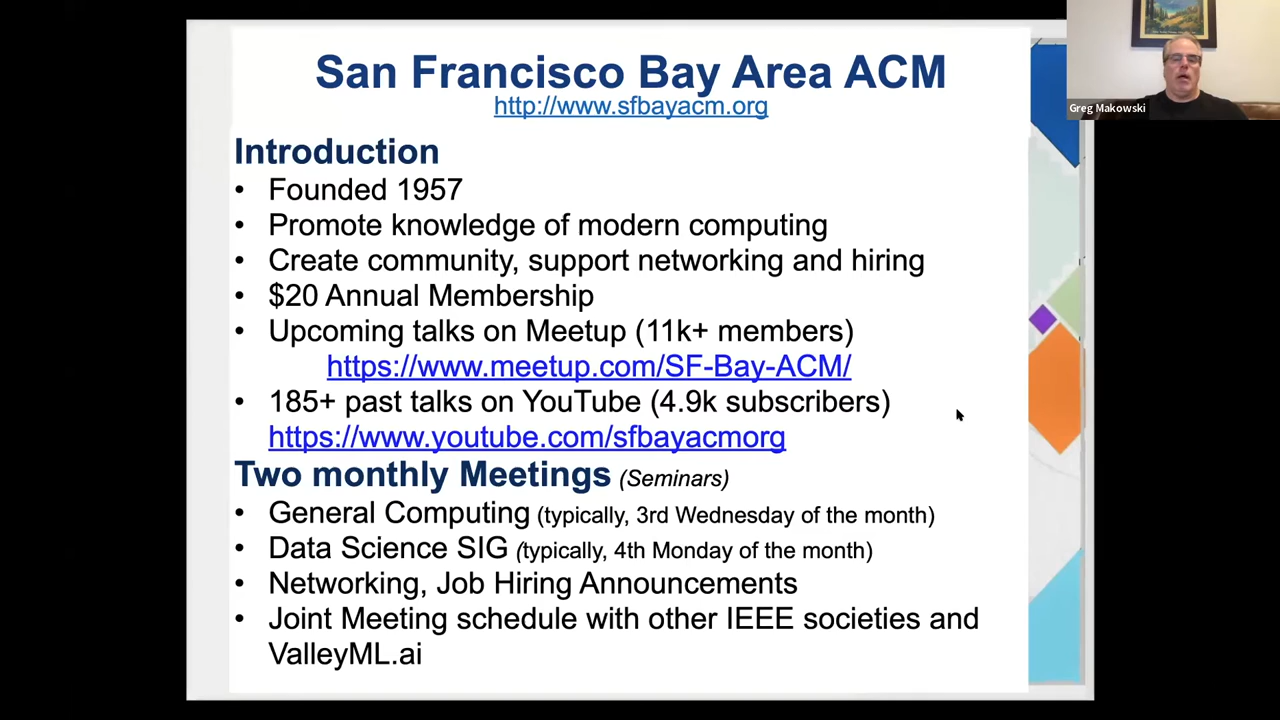 San Francisco Bay Area ACM
http://www.sfbayacm.org
Greg Makowski
Introduction
• Founded 1957
• Promote knowledge of modern computing
• Create community, support networking and hiring
• $20 Annual Membership
• Upcoming talks on Meetup (11k+ members)
https://www.meetup.com/SF-Bay-ACM/
• 185+ past talks on YouTube (4.9k subscribers)
https://www.youtube.com/sfbayacmorg
Two monthly Meetings (Seminars)
• General Computing (typically, 3rd Wednesday of the month)
• Data Science SIG (typically, 4th Monday of the month)
• Networking, Job Hiring Announcements
• Joint Meeting schedule with other IEEE societies and
ValleyML.ai